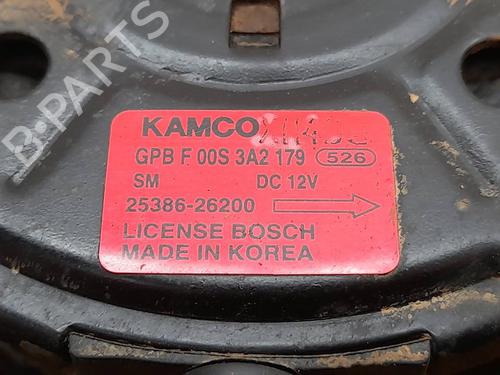 B-PARTS
KAMCO
GPB F 00S 3A2 179 526
SM DC 12V
25386-26200
LICENSE BOSCH
MADE IN KOREA